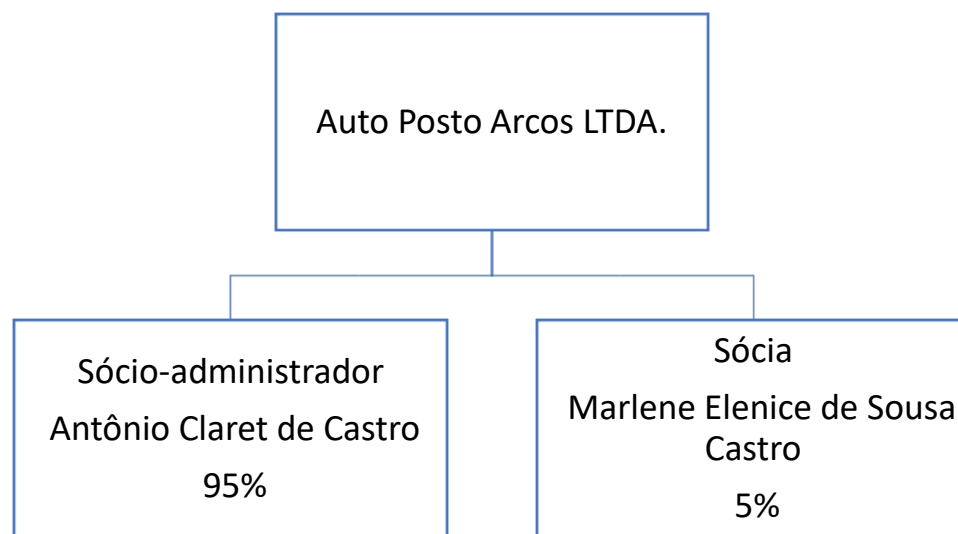 Auto Posto Arcos LTDA.
Sócio-administrador
Antônio Claret de Castro
95%
Sócia
Marlene Elenice de Sousa
Castro
5%